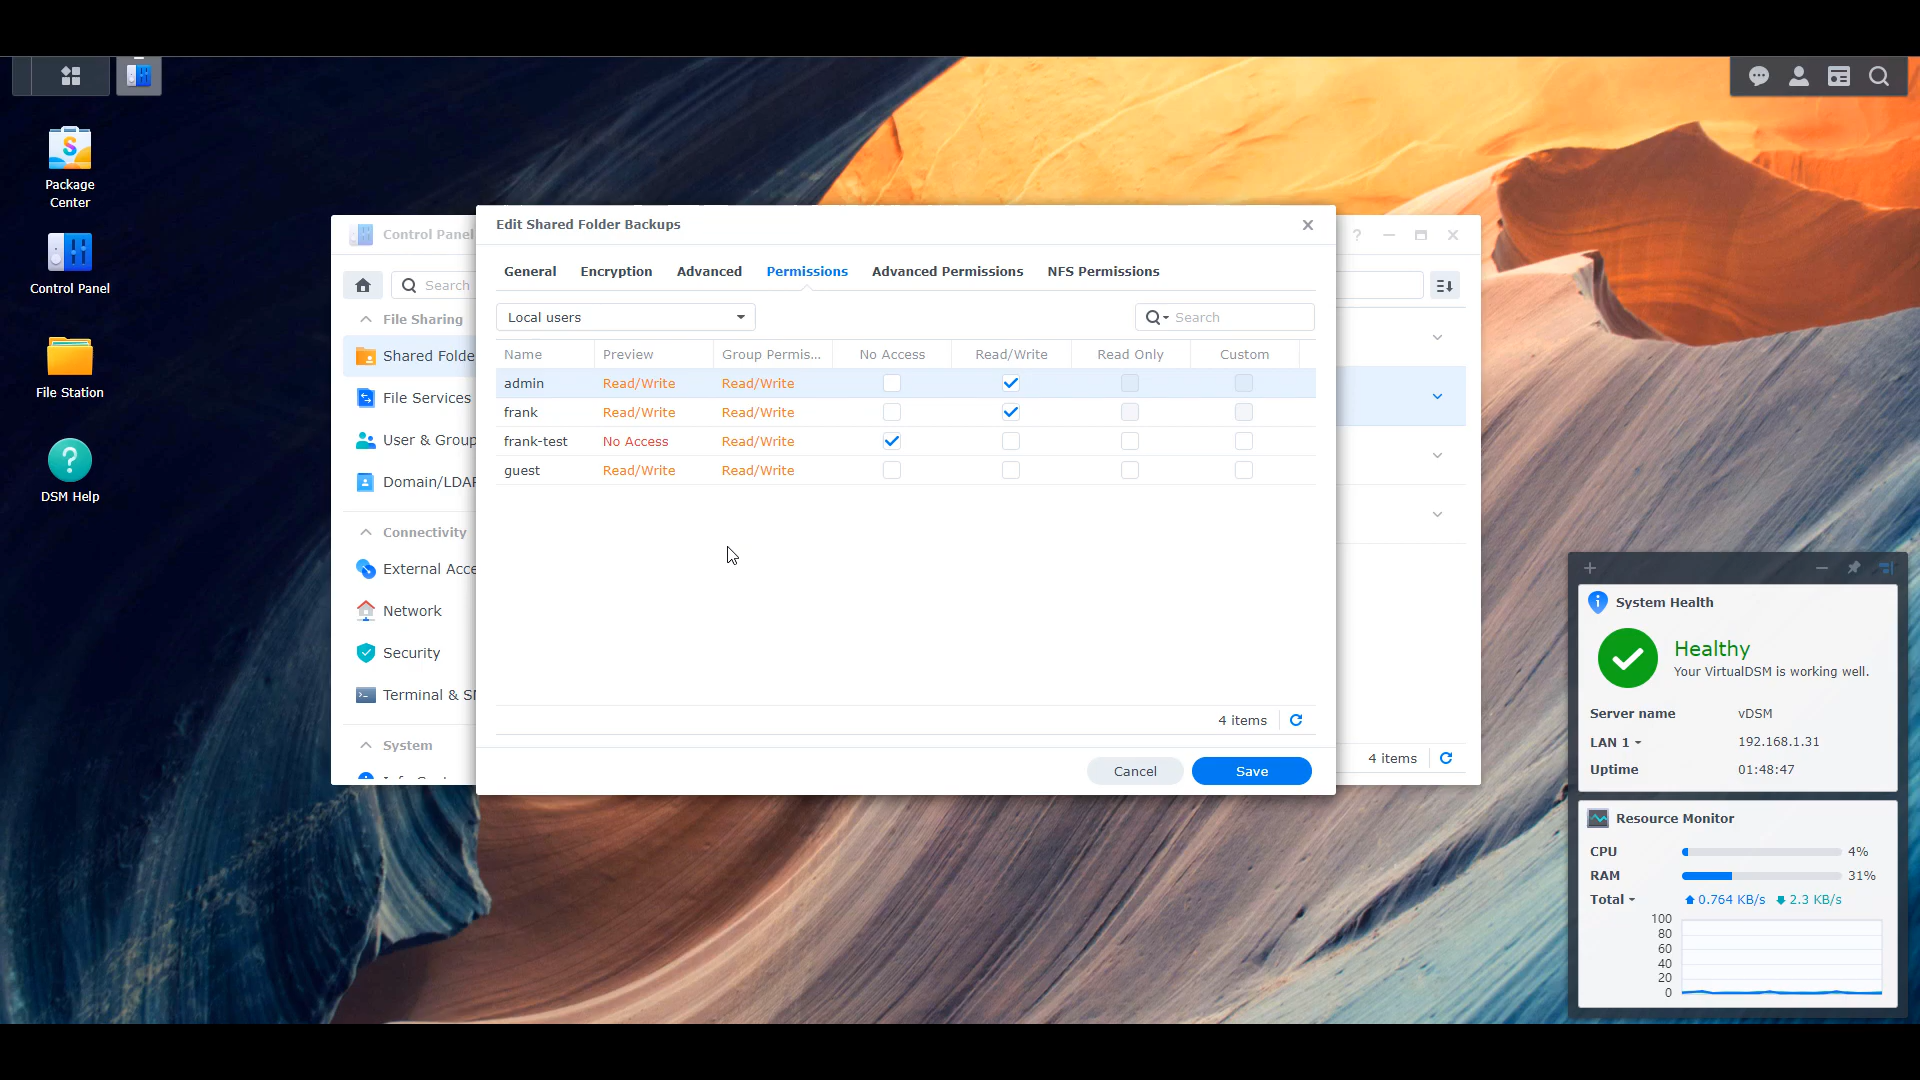 Package
Center
Control Panel
File Station
DSM Help
Control Panel
Search
File Sharing
Shared Folde
File Services
User & Group
Domain/LDAP
Connectivity
External Acce
Network
Security
Terminal & SN
System
Edit Shared Folder Backups
General Encryption Advanced Permissions Advanced Permissions NFS Permissions
Local users
Search
Name Preview Group Permis... No Access Read/Write Read Only Custom
admin Read/Write Read/Write
frank Read/Write Read/Write
frank-test No Access Read/Write
guest Read/Write Read/Write
4 items
Cancel Save
?
4 items
System Health
Healthy
Your VirtualDSM is working well.
Server name vDSM
LAN 1 192.168.1.31
Uptime 01:48:47
Resource Monitor
CPU 4%
RAM 31%
Total 0.764 KB/s 2.3 KB/s
100
80
60
40
20
0